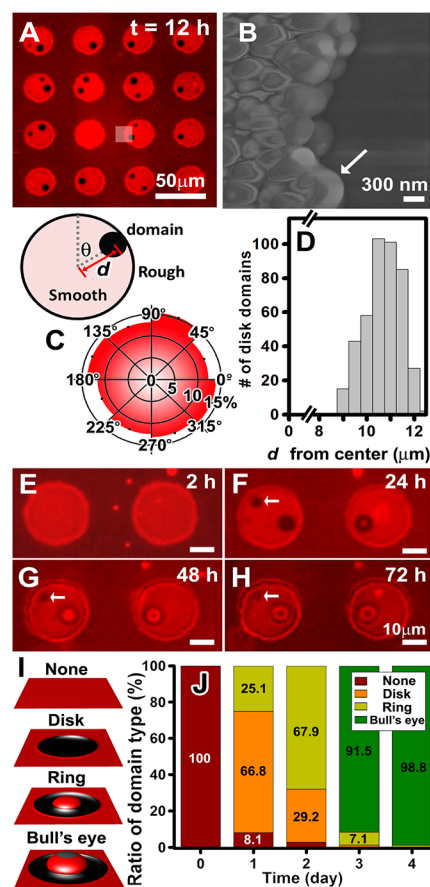 A
t = 12 h
50μm
B
300 nm
domain
θ
d
Rough
Smooth
C
90°
135°
45°
180°
0
5
10
15%
0°
225°
315°
270°
D
# of disk domains
100
80
60
40
20
0
0 8 10 12
d from center (μm)
E
2 h
F
24 h
G
48 h
H
72 h
10μm
I
None
Disk
Ring
Bull's eye
J
Ratio of domain type (%)
100
80
60
40
20
0
None
Disk
Ring
Bull's eye
100
25.1
66.8
8.1
67.9
29.2
91.5
7.1
98.8
0 1 2 3 4
Time (day)